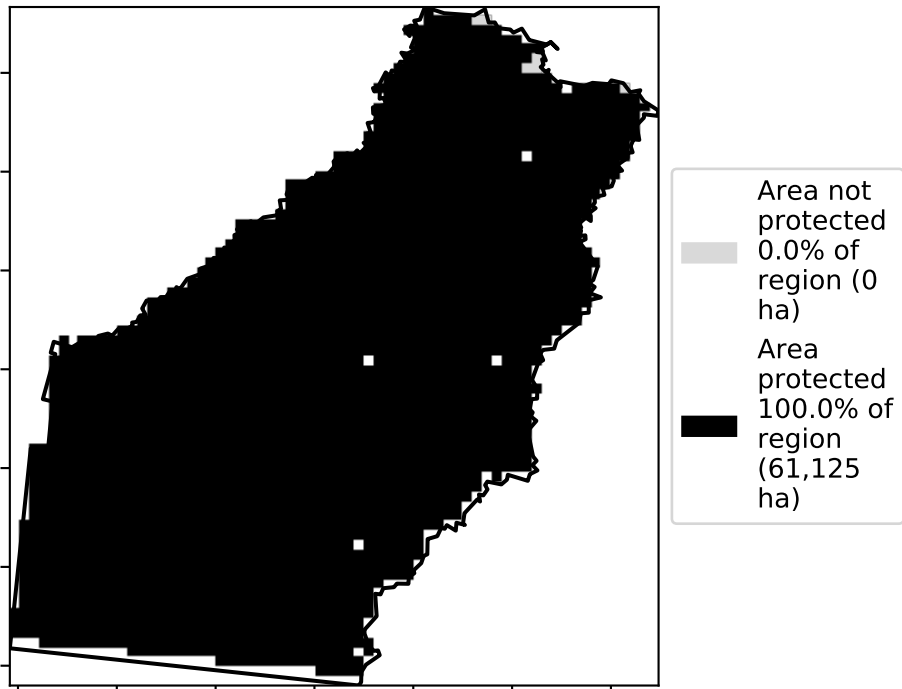 Area not
protected
0.0% of
region (0
ha)
Area
protected
100.0% of
region
(61,125
ha)